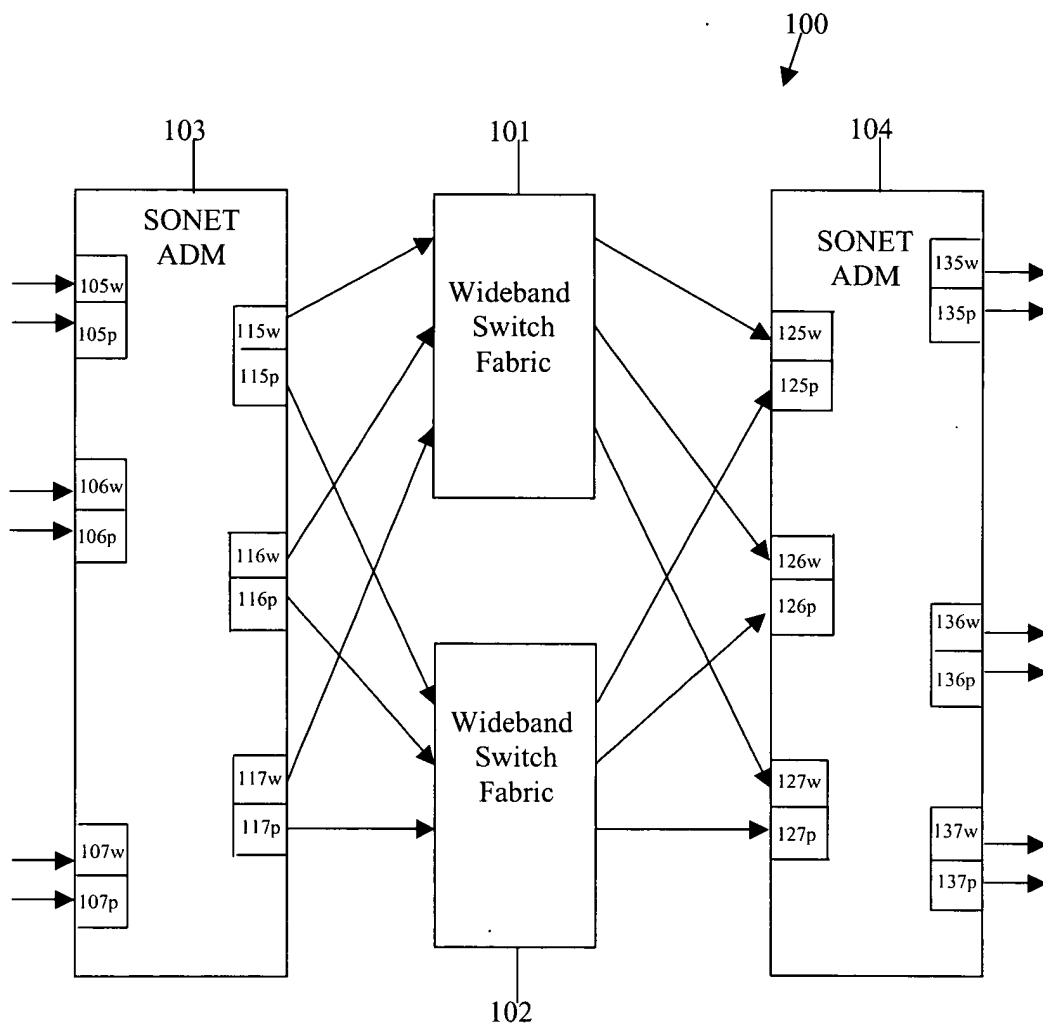 100
103
101
104
SONET
ADM
105w
105p
106w
106p
107w
107p
115w
115p
116w
116p
117w
117p
Wideband
Switch
Fabric
Wideband
Switch
Fabric
SONET
ADM
125w
125p
126w
126p
127w
127p
135w
135p
136w
136p
137w
137p
102